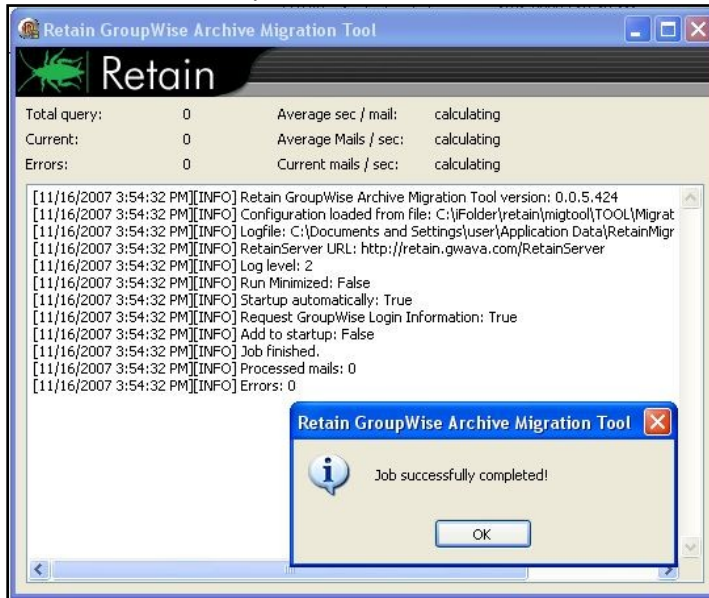 Retain GroupWise Archive Migration Tool
Retain
Total query: 0 Average sec / mail: calculating
Current: 0 Average Mails / sec: calculating
Errors: 0 Current mails / sec: calculating
[11/16/2007 3:54:32 PM][INFO] Retain GroupWise Archive Migration Tool version: 0.0.5.424
[11/16/2007 3:54:32 PM][INFO] Configuration loaded from file: C:\iFolder\retain\migtool\TOOL\Migrat
[11/16/2007 3:54:32 PM][INFO] Logfile: C:\Documents and Settings\user\Application Data\RetainMigr
[11/16/2007 3:54:32 PM][INFO] RetainServer URL: http://retain.gwava.com/RetainServer
[11/16/2007 3:54:32 PM][INFO] Log level: 2
[11/16/2007 3:54:32 PM][INFO] Run Minimized: False
[11/16/2007 3:54:32 PM][INFO] Startup automatically: True
[11/16/2007 3:54:32 PM][INFO] Request GroupWise Login Information: True
[11/16/2007 3:54:32 PM][INFO] Add to startup: False
[11/16/2007 3:54:32 PM][INFO] Job finished.
[11/16/2007 3:54:32 PM][INFO] Processed mails: 0
[11/16/2007 3:54:32 PM][INFO] Errors: 0
Retain GroupWise Archive Migration Tool
Job successfully completed!
OK